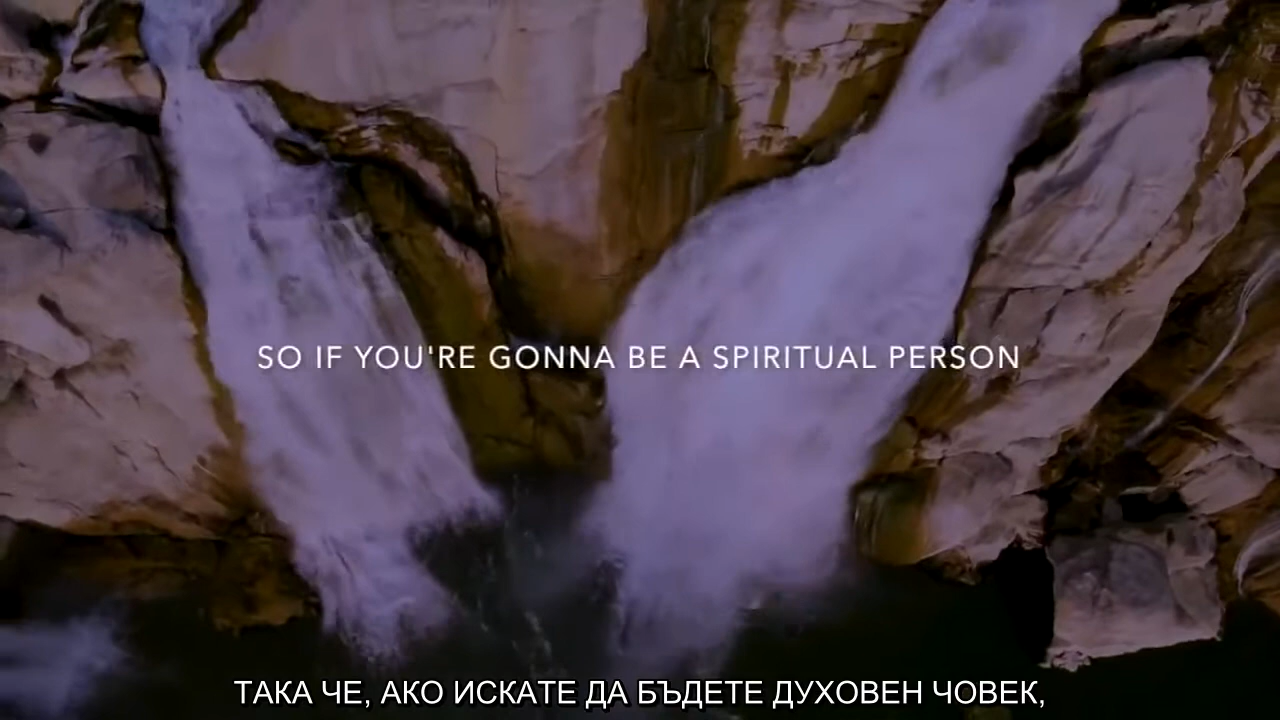 SO IF YOU'RE GONNA BE A SPIRITUAL PERSON
ТАКА ЧЕ, АКО ИСКАТЕ ДА БЪДЕТЕ ДУХОВЕН ЧОВЕК,